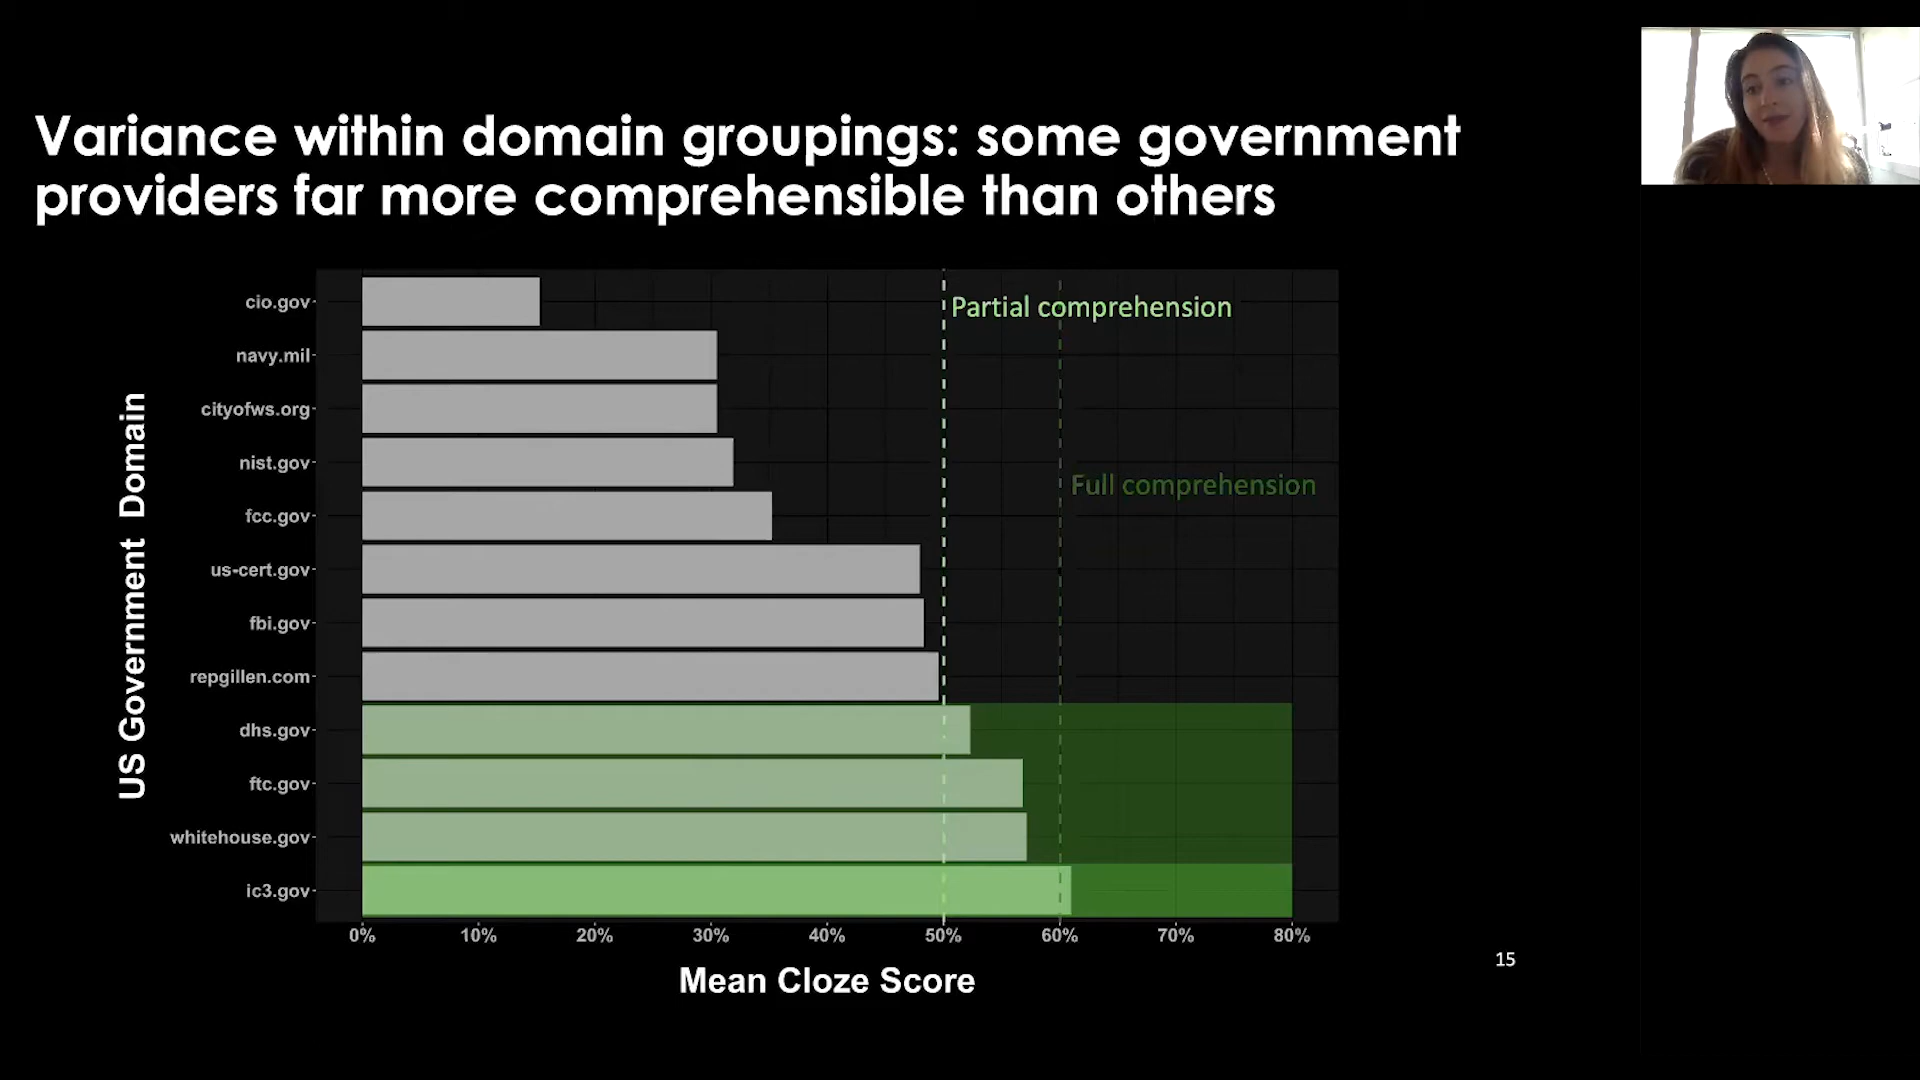 Variance within domain groupings: some government
providers far more comprehensible than others
US Government Domain
cio.gov
navy.mil
cityofws.org
nist.gov
fcc.gov
us-cert.gov
fbi.gov
repgillen.com
dhs.gov
ftc.gov
whitehouse.gov
ic3.gov
Partial comprehension
Full comprehension
0% 10% 20% 30% 40% 50% 60% 70% 80%
Mean Cloze Score
15